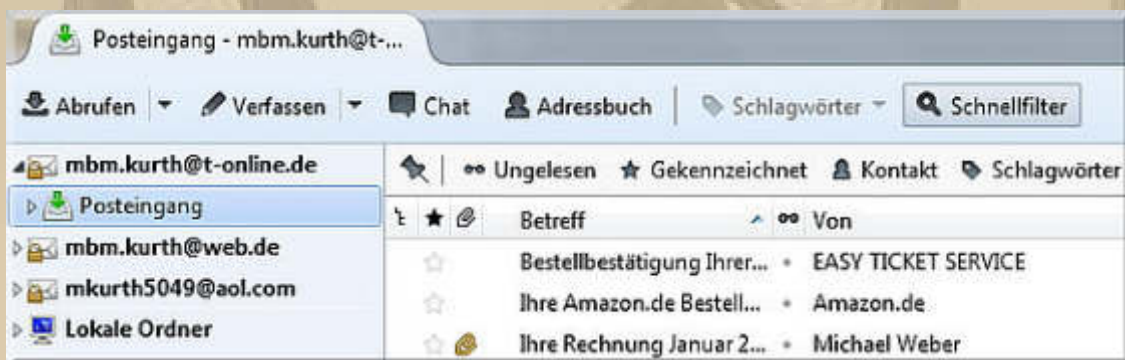 Posteingang - mbm.kurth@t-...
Abrufen Verfassen Chat Adressbuch Schlagwörter Schnellfilter
mbm.kurth@t-online.de
Posteingang
mbm.kurth@web.de
mkurth5049@aol.com
Lokale Ordner
Ungelesen Gekennzeichnet Kontakt Schlagwörter
Betreff Von
Bestellbestätigung Ihrer... EASY TICKET SERVICE
Ihre Amazon.de Bestell... Amazon.de
Ihre Rechnung Januar 2... Michael Weber